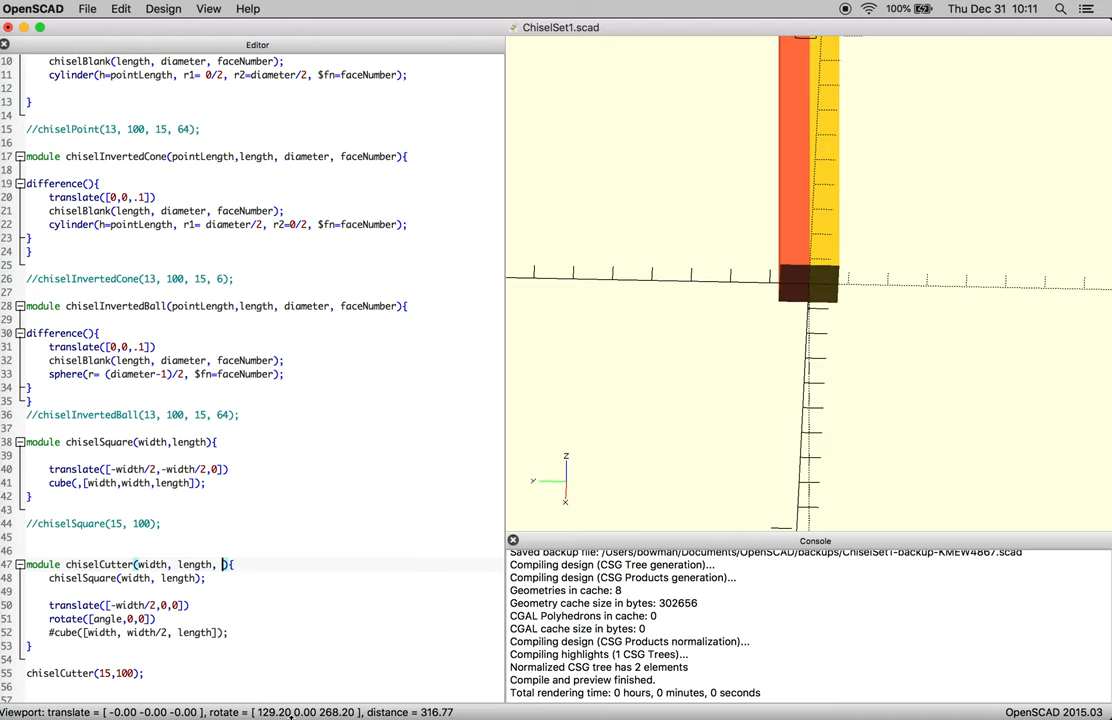 OpenSCAD File Edit Design View Help 100% Thu Dec 31 10:11
ChiselSet1.scad
Editor
10 chiselBlank(length, diameter, faceNumber);
11 cylinder(h=pointLength, r1= 0/2, r2=diameter/2, $fn=faceNumber);
12
13 }
14
15 //chiselPoint(13, 100, 15, 64);
16
17 module chiselInvertedCone(pointLength,length, diameter, faceNumber){
18
19 difference(){
20 translate([0,0,.1])
21 chiselBlank(length, diameter, faceNumber);
22 cylinder(h=pointLength, r1= diameter/2, r2=0/2, $fn=faceNumber);
23 }
24 }
25
26 //chiselInvertedCone(13, 100, 15, 6);
27
28 module chiselInvertedBall(pointLength,length, diameter, faceNumber){
29
30 difference(){
31 translate([0,0,.1])
32 chiselBlank(length, diameter, faceNumber);
33 sphere(r= (diameter-1)/2, $fn=faceNumber);
34 }
35 }
36 //chiselInvertedBall(13, 100, 15, 64);
37
38 module chiselSquare(width,length){
39
40 translate([-width/2,-width/2,0])
41 cube(,[width,width,length]);
42 }
43
44 //chiselSquare(15, 100);
45
46
47 module chiselCutter(width, length, ){
48 chiselSquare(width, length);
49
50 translate([-width/2,0,0])
51 rotate([angle,0,0])
52 #cube([width, width/2, length]);
53 }
54
55 chiselCutter(15,100);
56
57
Z
Y
X
Console
Saved backup file: /Users/bowman/Documents/OpenSCAD/backups/ChiselSet1-backup-KMEW4867.scad
Compiling design (CSG Tree generation)...
Compiling design (CSG Products generation)...
Geometries in cache: 8
Geometry cache size in bytes: 302656
CGAL Polyhedrons in cache: 0
CGAL cache size in bytes: 0
Compiling design (CSG Products normalization)...
Compiling highlights (1 CSG Trees)...
Normalized CSG tree has 2 elements
Compile and preview finished.
Total rendering time: 0 hours, 0 minutes, 0 seconds
Viewport: translate = [ -0.00 -0.00 -0.00 ], rotate = [ 129.20 0.00 268.20 ], distance = 316.77
OpenSCAD 2015.03